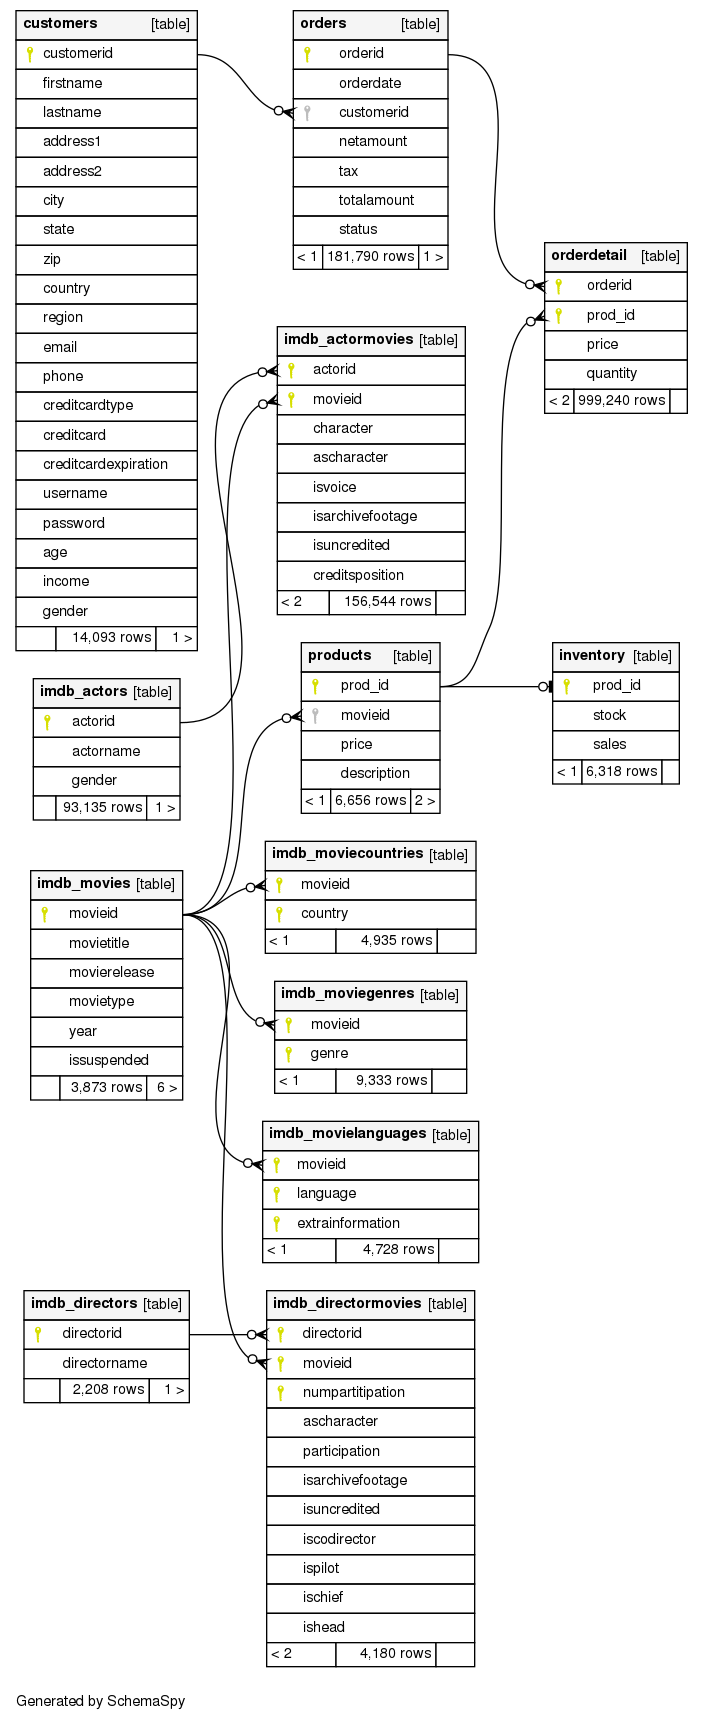 customers [table]
customerid
firstname
lastname
address1
address2
city
state
zip
country
region
email
phone
creditcardtype
creditcard
creditcardexpiration
username
password
age
income
gender
14,093 rows 1 >
orders [table]
orderid
orderdate
customerid
netamount
tax
totalamount
status
< 1 181,790 rows 1 >
orderdetail [table]
orderid
prod_id
price
quantity
< 2 999,240 rows
imdb_actormovies [table]
actorid
movieid
character
ascharacter
isvoice
isarchivefootage
isuncredited
creditsposition
< 2 156,544 rows
products [table]
prod_id
movieid
price
description
< 1 6,656 rows 2 >
inventory [table]
prod_id
stock
sales
< 1 6,318 rows
imdb_actors [table]
actorid
actorname
gender
93,135 rows 1 >
imdb_movies [table]
movieid
movietitle
movierelease
movietype
year
issuspended
3,873 rows 6 >
imdb_moviecountries [table]
movieid
country
< 1 4,935 rows
imdb_moviegenres [table]
movieid
genre
< 1 9,333 rows
imdb_movielanguages [table]
movieid
language
extrainformation
< 1 4,728 rows
imdb_directors [table]
directorid
directorname
2,208 rows 1 >
imdb_directormovies [table]
directorid
movieid
numpartitipation
ascharacter
participation
isarchivefootage
isuncredited
iscodirector
ispilot
ischief
ishead
< 2 4,180 rows
Generated by SchemaSpy